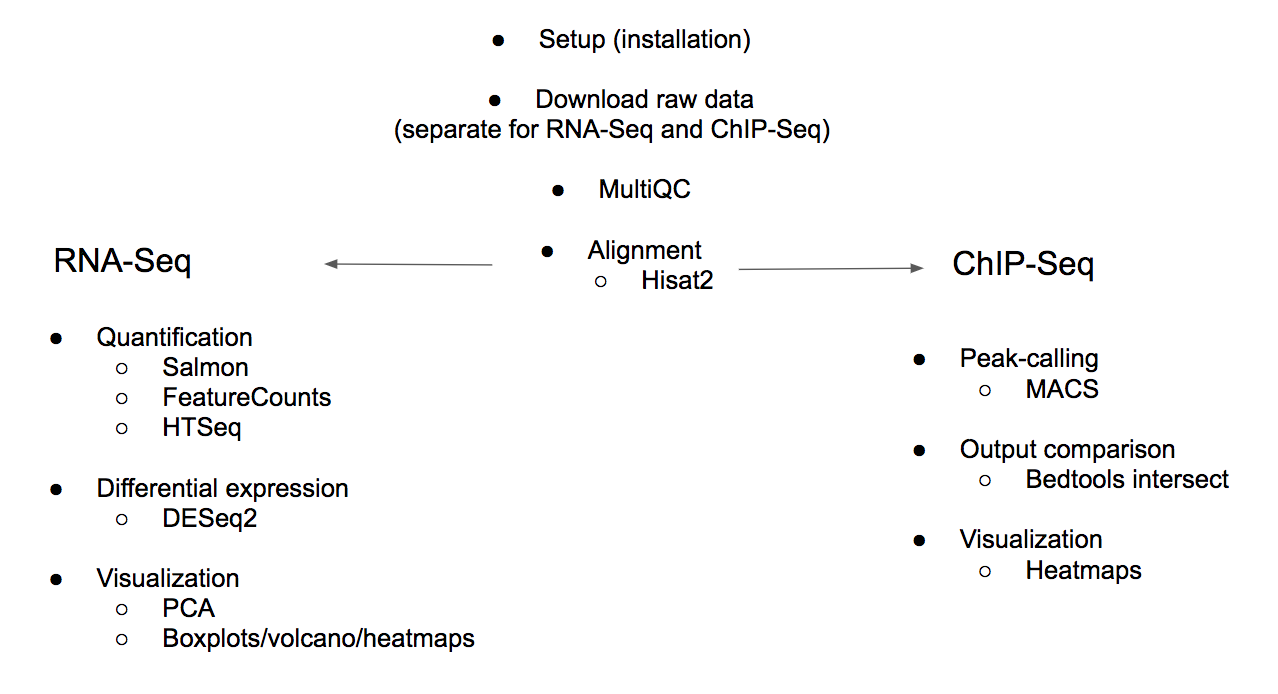 ● Setup (installation)
● Download raw data
(separate for RNA-Seq and ChIP-Seq)
● MultiQC
● Alignment
○ Hisat2
RNA-Seq
● Quantification
○ Salmon
○ FeatureCounts
○ HTSeq
● Differential expression
○ DESeq2
● Visualization
○ PCA
○ Boxplots/volcano/heatmaps
ChIP-Seq
● Peak-calling
○ MACS
● Output comparison
○ Bedtools intersect
● Visualization
○ Heatmaps